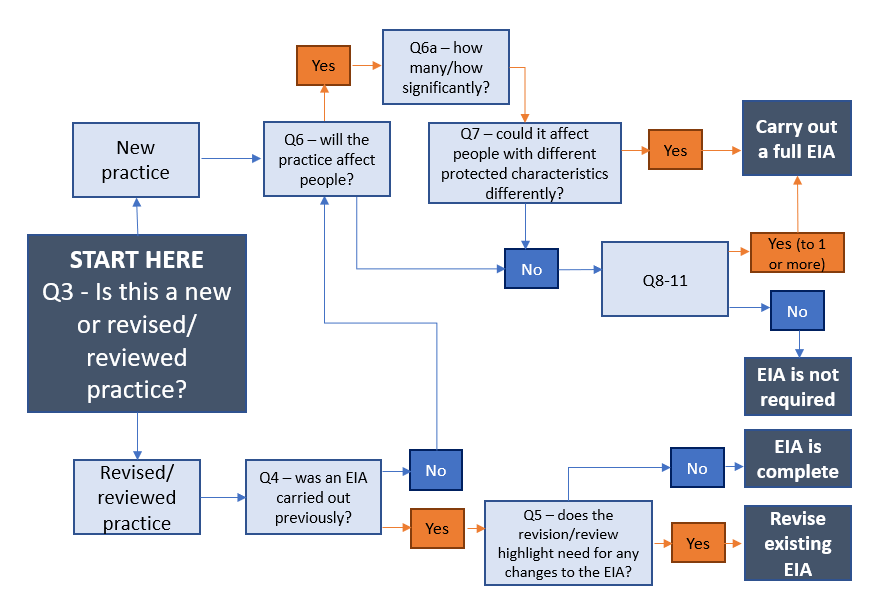 Q6a – how
many/how
significantly?
Yes
New
practice
Q6 – will the
practice affect
people?
Q7 – could it affect
people with different
protected characteristics
differently?
Yes
Carry out
a full EIA
START HERE
Q3 - Is this a new
or revised/
reviewed
practice?
No
Q8-11
Yes (to 1
or more)
No
EIA is not
required
Revised/
reviewed
practice
Q4 – was an EIA
carried out
previously?
No
Yes
Q5 – does the
revision/review
highlight need for any
changes to the EIA?
No
EIA is
complete
Yes
Revise
existing
EIA